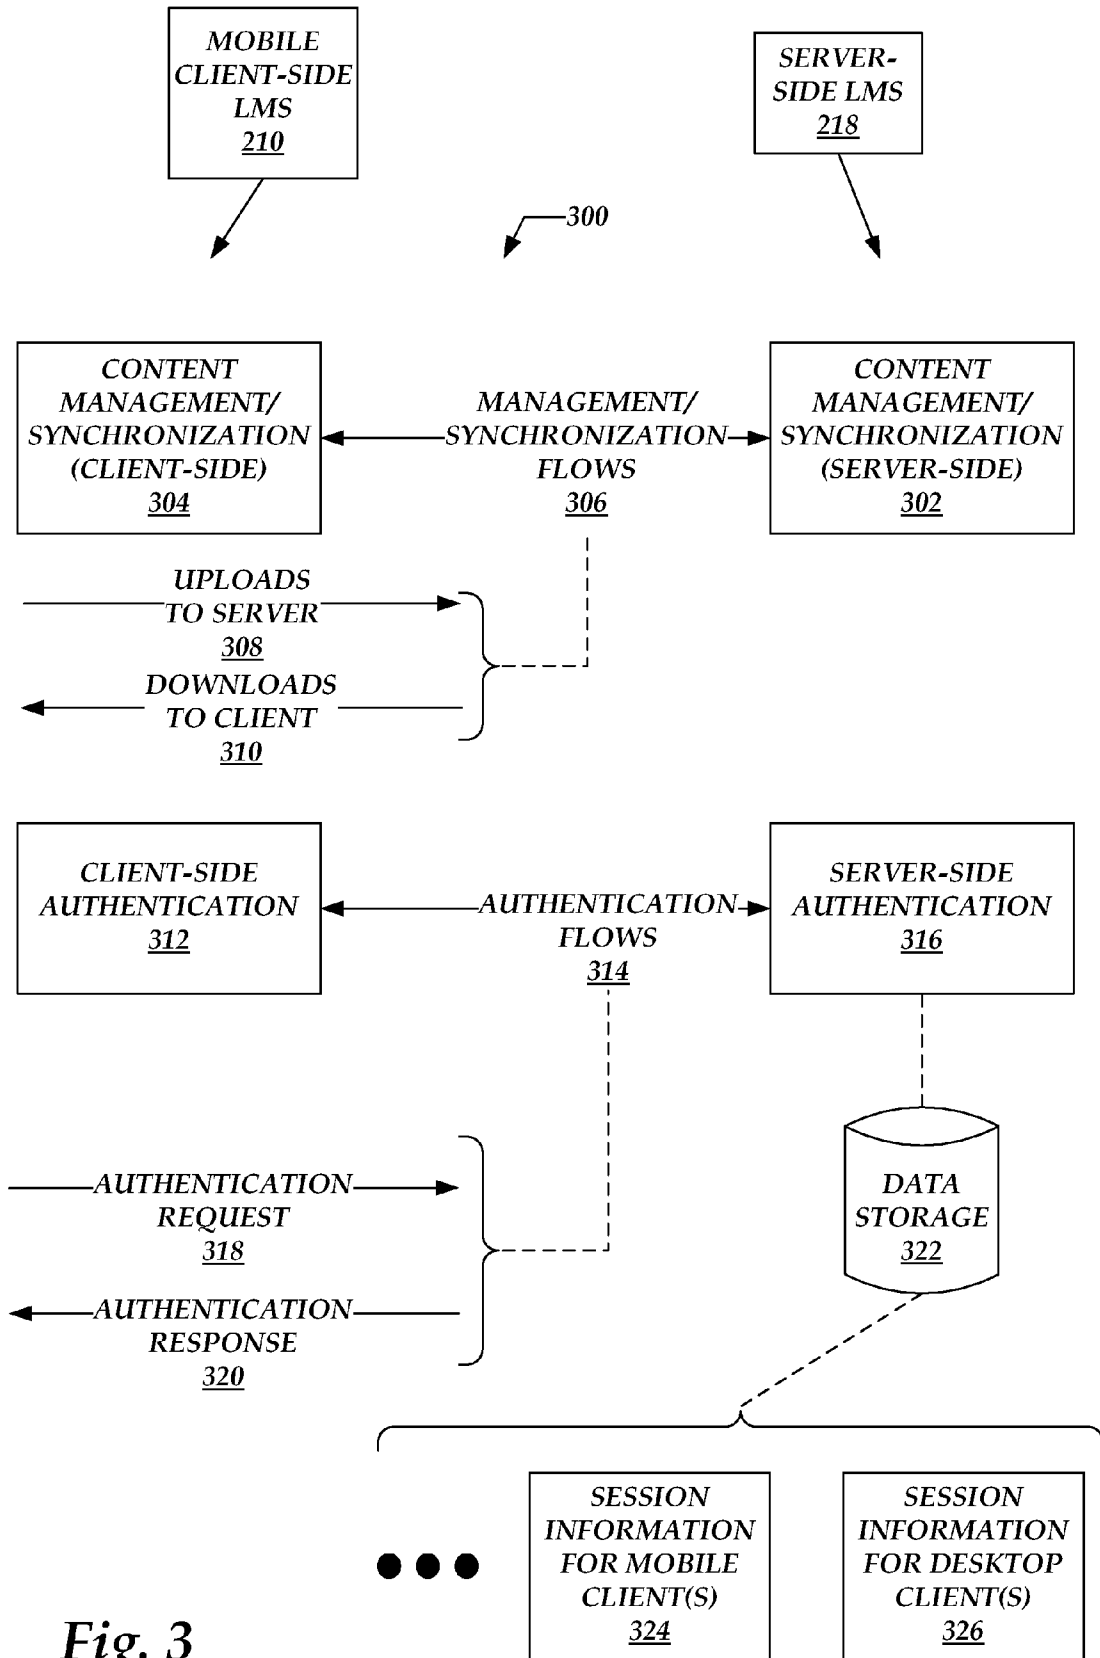 MOBILE
CLIENT-SIDE
LMS
210
SERVER-
SIDE LMS
218
300
CONTENT
MANAGEMENT/
SYNCHRONIZATION
(CLIENT-SIDE)
304
MANAGEMENT/
SYNCHRONIZATION
FLOWS
306
CONTENT
MANAGEMENT/
SYNCHRONIZATION
(SERVER-SIDE)
302
UPLOADS
TO SERVER
308
DOWNLOADS
TO CLIENT
310
CLIENT-SIDE
AUTHENTICATION
312
AUTHENTICATION
FLOWS
314
SERVER-SIDE
AUTHENTICATION
316
AUTHENTICATION
REQUEST
318
AUTHENTICATION
RESPONSE
320
DATA
STORAGE
322
SESSION
INFORMATION
FOR MOBILE
CLIENT(S)
324
SESSION
INFORMATION
FOR DESKTOP
CLIENT(S)
326
Fig. 3